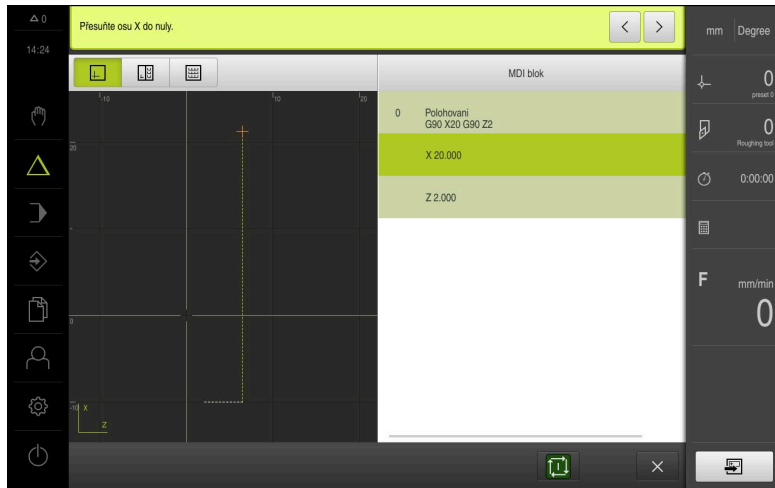 0
Přesuňte osu X do nuly.
mm
Degree
14:24
MDI blok
0
preset 0
-10
10
20
0 Polohovani
G90 X20 G90 Z2
X 20.000
Z 2.000
20
0
Roughing tool
0:00:00
F
mm/min
0
0
-10
X
Z